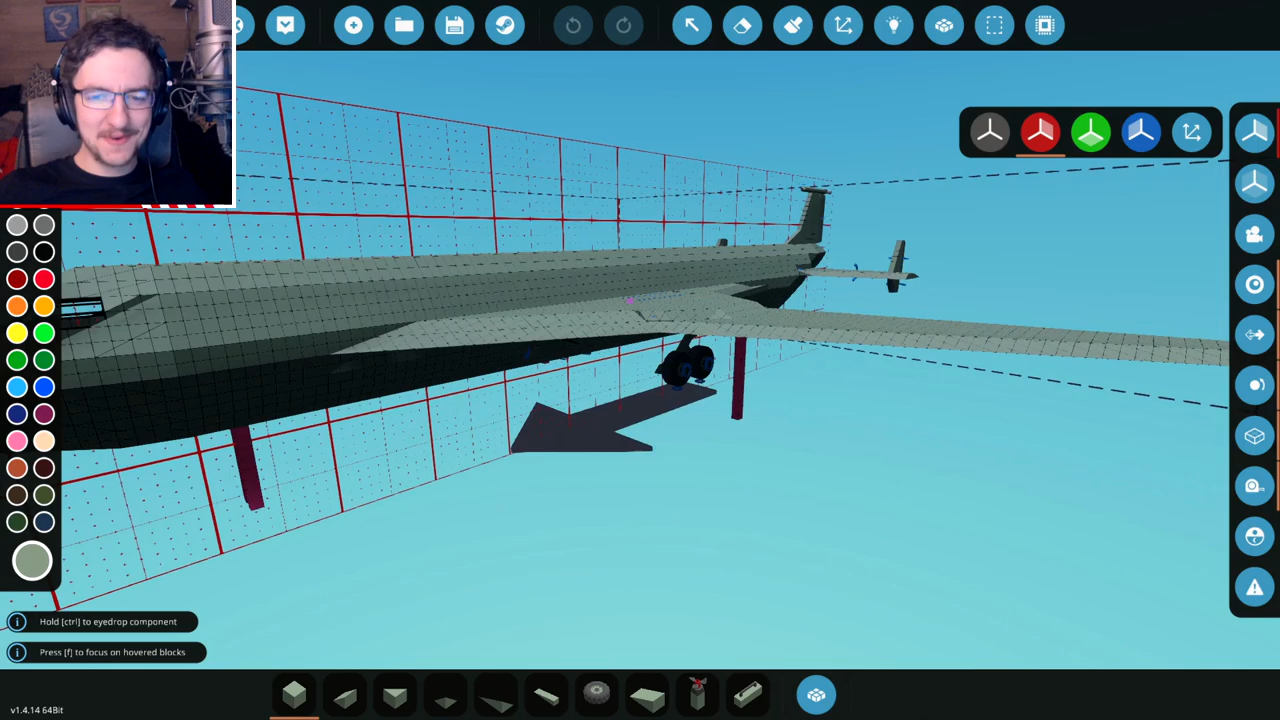 Hold [ctrl] to eyedrop component
Press [f] to focus on hovered blocks
v1.4.14 64Bit